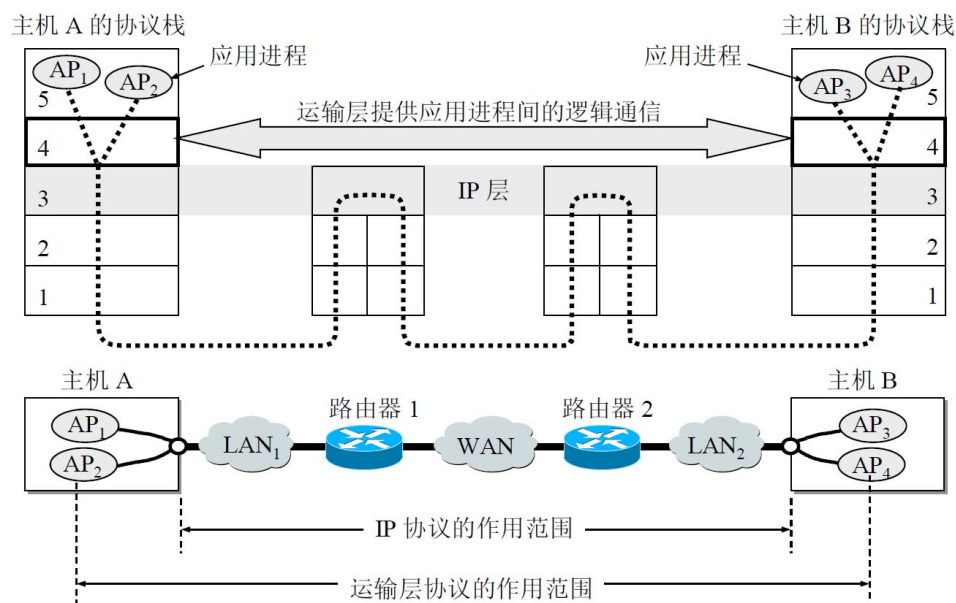 主机 A 的协议栈
主机 B 的协议栈
应用进程
应用进程
AP₁
AP₂
AP₃
AP₄
5
5
运输层提供应用进程间的逻辑通信
4
4
IP 层
3
3
2
2
1
1
主机 A
主机 B
路由器 1
路由器 2
AP₁
AP₂
LAN₁
WAN
LAN₂
AP₃
AP₄
IP 协议的作用范围
运输层协议的作用范围